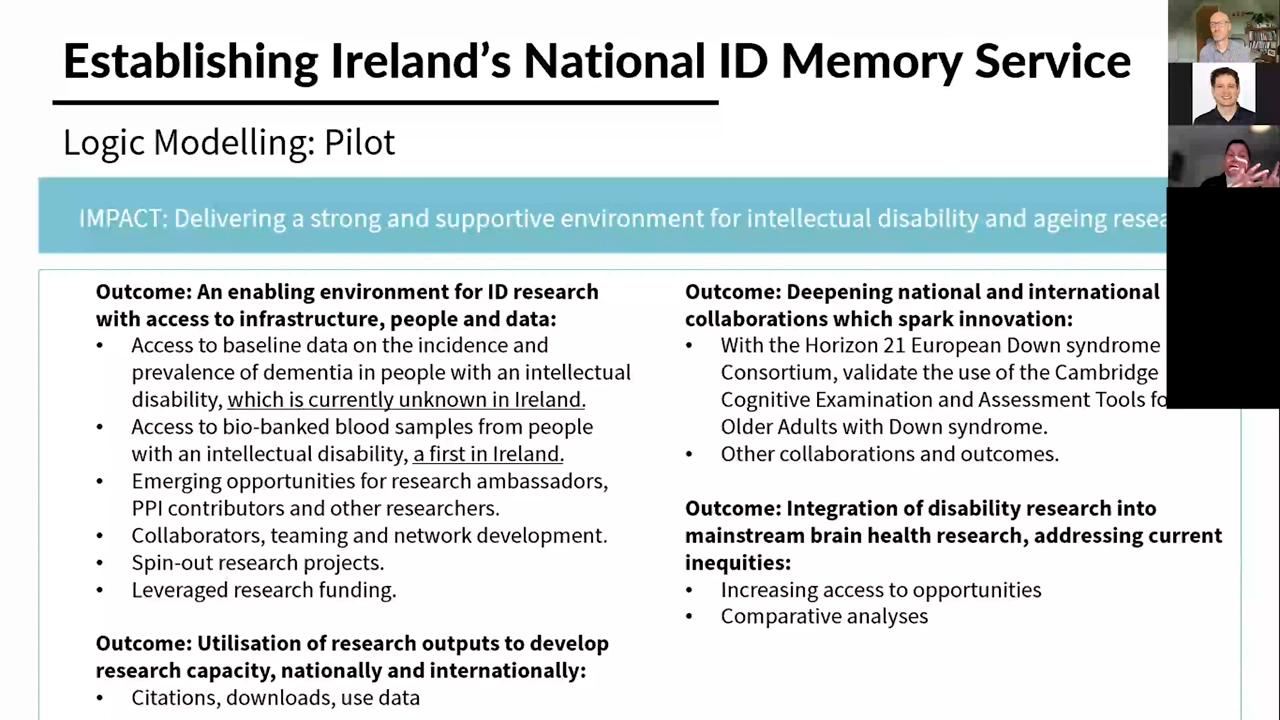 Establishing Ireland's National ID Memory Service
Logic Modelling: Pilot
IMPACT: Delivering a strong and supportive environment for intellectual disability and ageing
Outcome: An enabling environment for ID research
with access to infrastructure, people and data:
• Access to baseline data on the incidence and
prevalence of dementia in people with an intellectual
disability, which is currently unknown in Ireland.
• Access to bio-banked blood samples from people
with an intellectual disability, a first in Ireland.
• Emerging opportunities for research ambassadors,
PPI contributors and other researchers.
• Collaborators, teaming and network development.
• Spin-out research projects.
• Leveraged research funding.
Outcome: Utilisation of research outputs to develop
research capacity, nationally and internationally:
• Citations, downloads, use data
Outcome: Deepening national and international
collaborations which spark innovation:
• With the Horizon 21 European Down syndrome
Consortium, validate the use of the Cambridge
Cognitive Examination and Assessment Tools
Older Adults with Down syndrome.
• Other collaborations and outcomes.
Outcome: Integration of disability research into
mainstream brain health research, addressing current
inequities:
• Increasing access to opportunities
• Comparative analyses